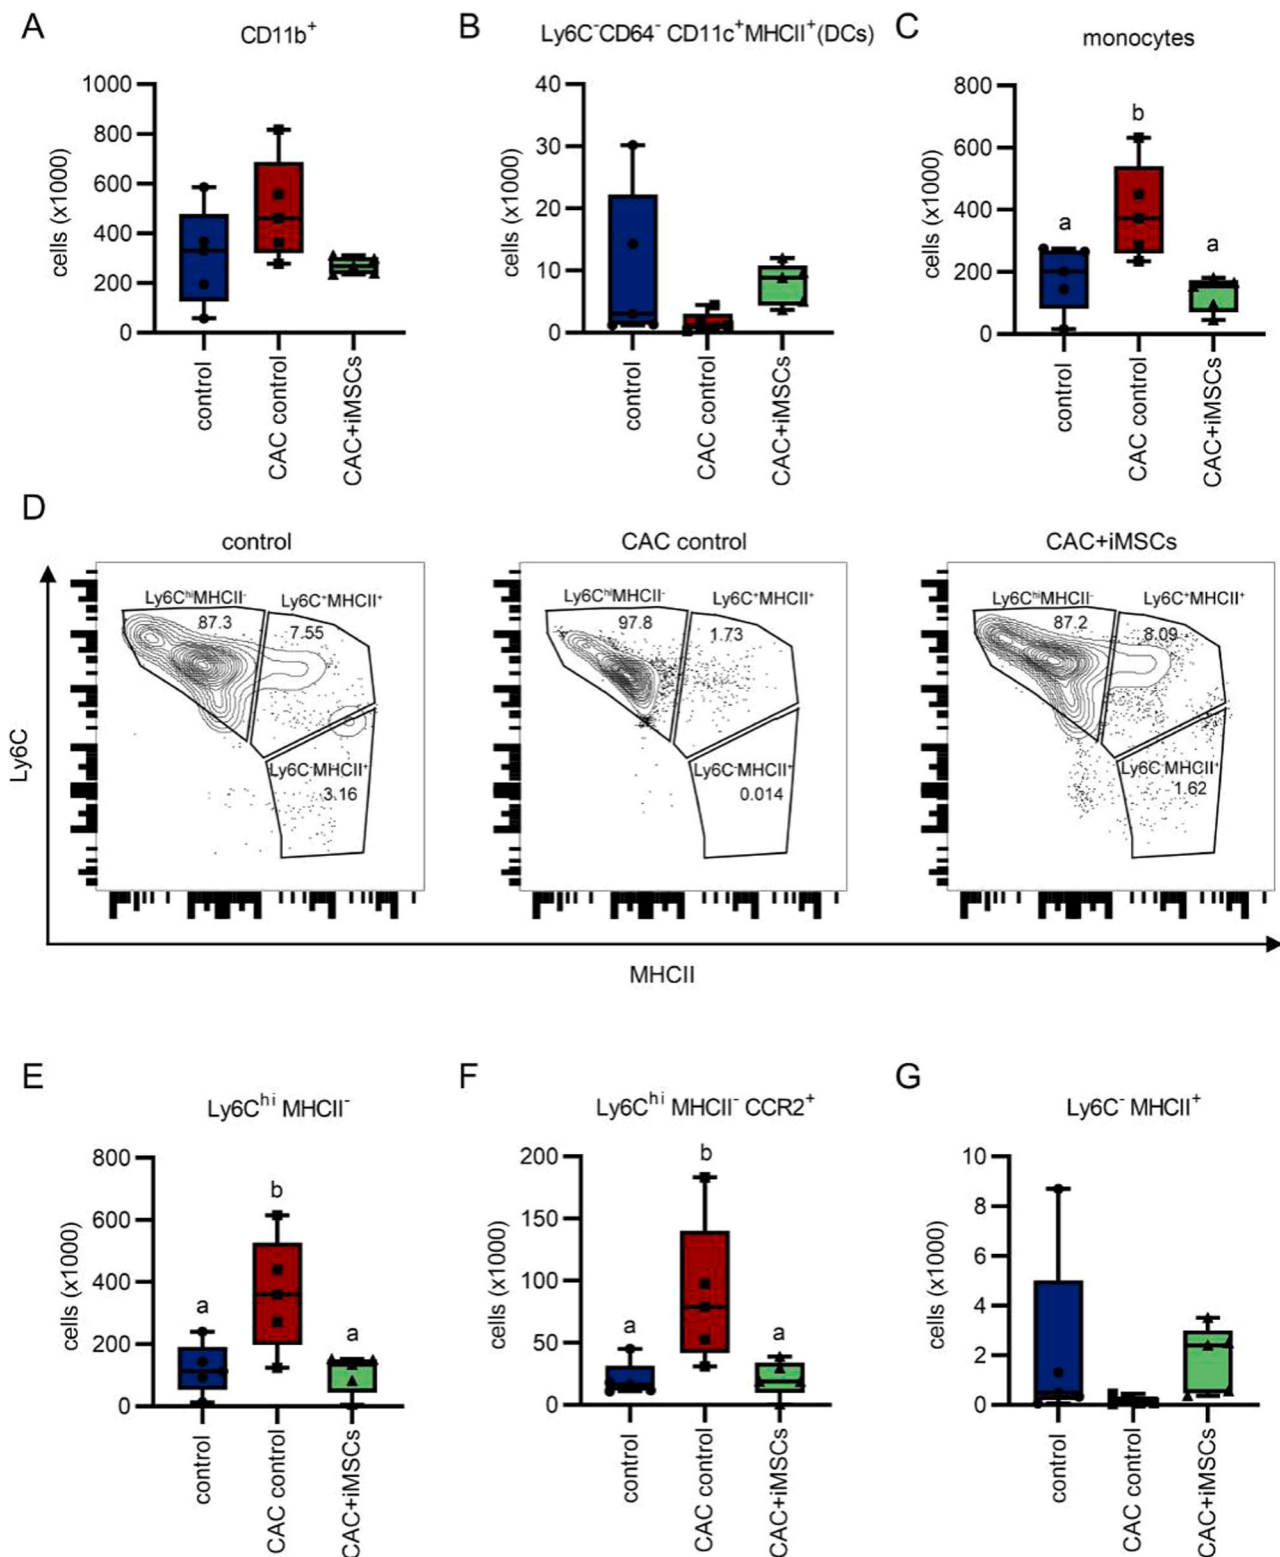 A
CD11b⁺
1000
800
600
400
200
0
cells (x1000)
control
CAC control
CAC+iMSCs
B
Ly6C⁻CD64⁻ CD11c⁺MHCII⁺(DCs)
40
30
20
10
0
cells (x1000)
control
CAC control
CAC+iMSCs
C
monocytes
800
600
400
200
0
cells (x1000)
a
b
a
control
CAC control
CAC+iMSCs
D
Ly6C
MHCII
control
Ly6CʰⁱMHCII⁻
87.3
Ly6C⁺MHCII⁺
7.55
Ly6C⁻MHCII⁺
3.16
CAC control
Ly6CʰⁱMHCII⁻
97.8
Ly6C⁺MHCII⁺
1.73
Ly6C⁻MHCII⁺
0.014
CAC+iMSCs
Ly6CʰⁱMHCII⁻
87.2
Ly6C⁺MHCII⁺
8.09
Ly6C⁻MHCII⁺
1.62
E
Ly6Cʰⁱ MHCII⁻
800
600
400
200
0
cells (x1000)
a
b
a
control
CAC control
CAC+iMSCs
F
Ly6Cʰⁱ MHCII⁻ CCR2⁺
200
150
100
50
0
cells (x1000)
a
b
a
control
CAC control
CAC+iMSCs
G
Ly6C⁻ MHCII⁺
10
8
6
4
2
0
cells (x1000)
control
CAC control
CAC+iMSCs